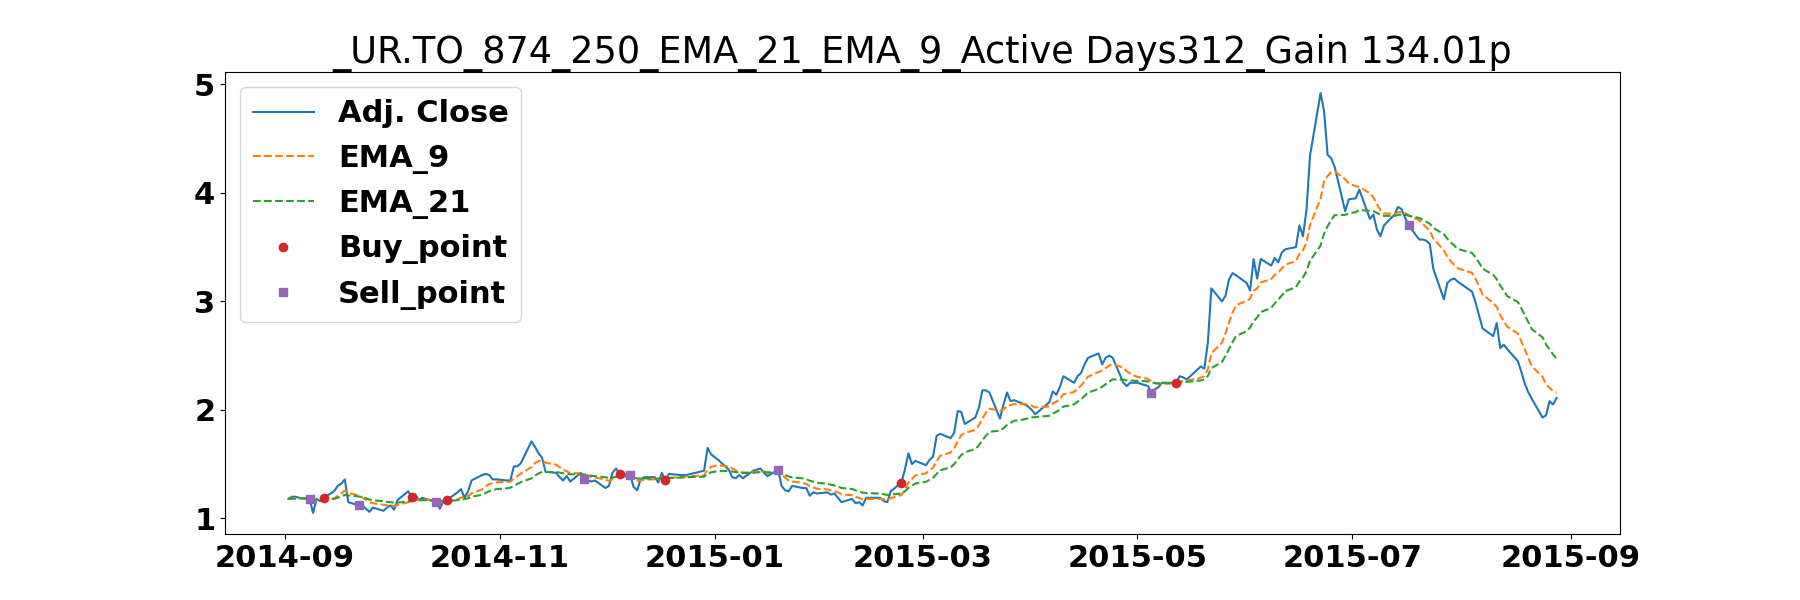 _UR.TO_874_250_EMA_21_EMA_9_Active Days312_Gain 134.01p
5
4
3
2
1
Adj. Close
EMA_9
EMA_21
Buy_point
Sell_point
2014-09 2014-11 2015-01 2015-03 2015-05 2015-07 2015-09